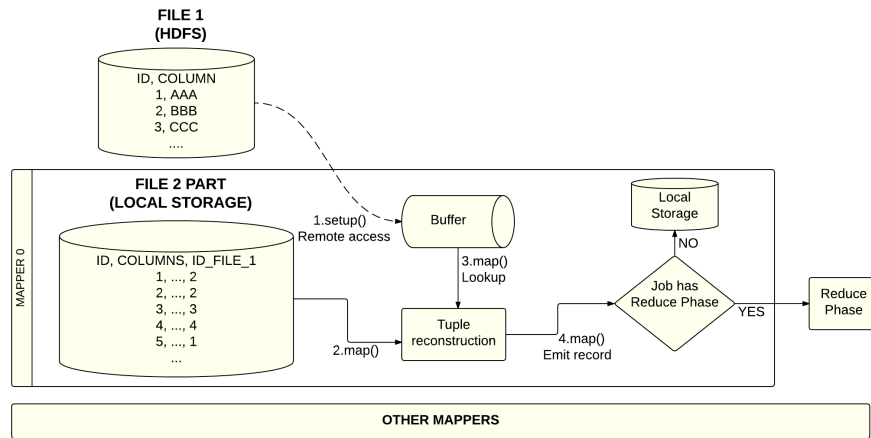 FILE 1
(HDFS)
ID, COLUMN
1, AAA
2, BBB
3, CCC
....
MAPPER 0
FILE 2 PART
(LOCAL STORAGE)
ID, COLUMNS, ID_FILE_1
1, ..., 2
2, ..., 2
3, ..., 3
4, ..., 4
5, ..., 1
...
1.setup()
Remote access
Buffer
2.map()
3.map()
Lookup
Tuple
reconstruction
4.map()
Emit record
Local
Storage
NO
Job has
Reduce Phase
YES
Reduce
Phase
OTHER MAPPERS